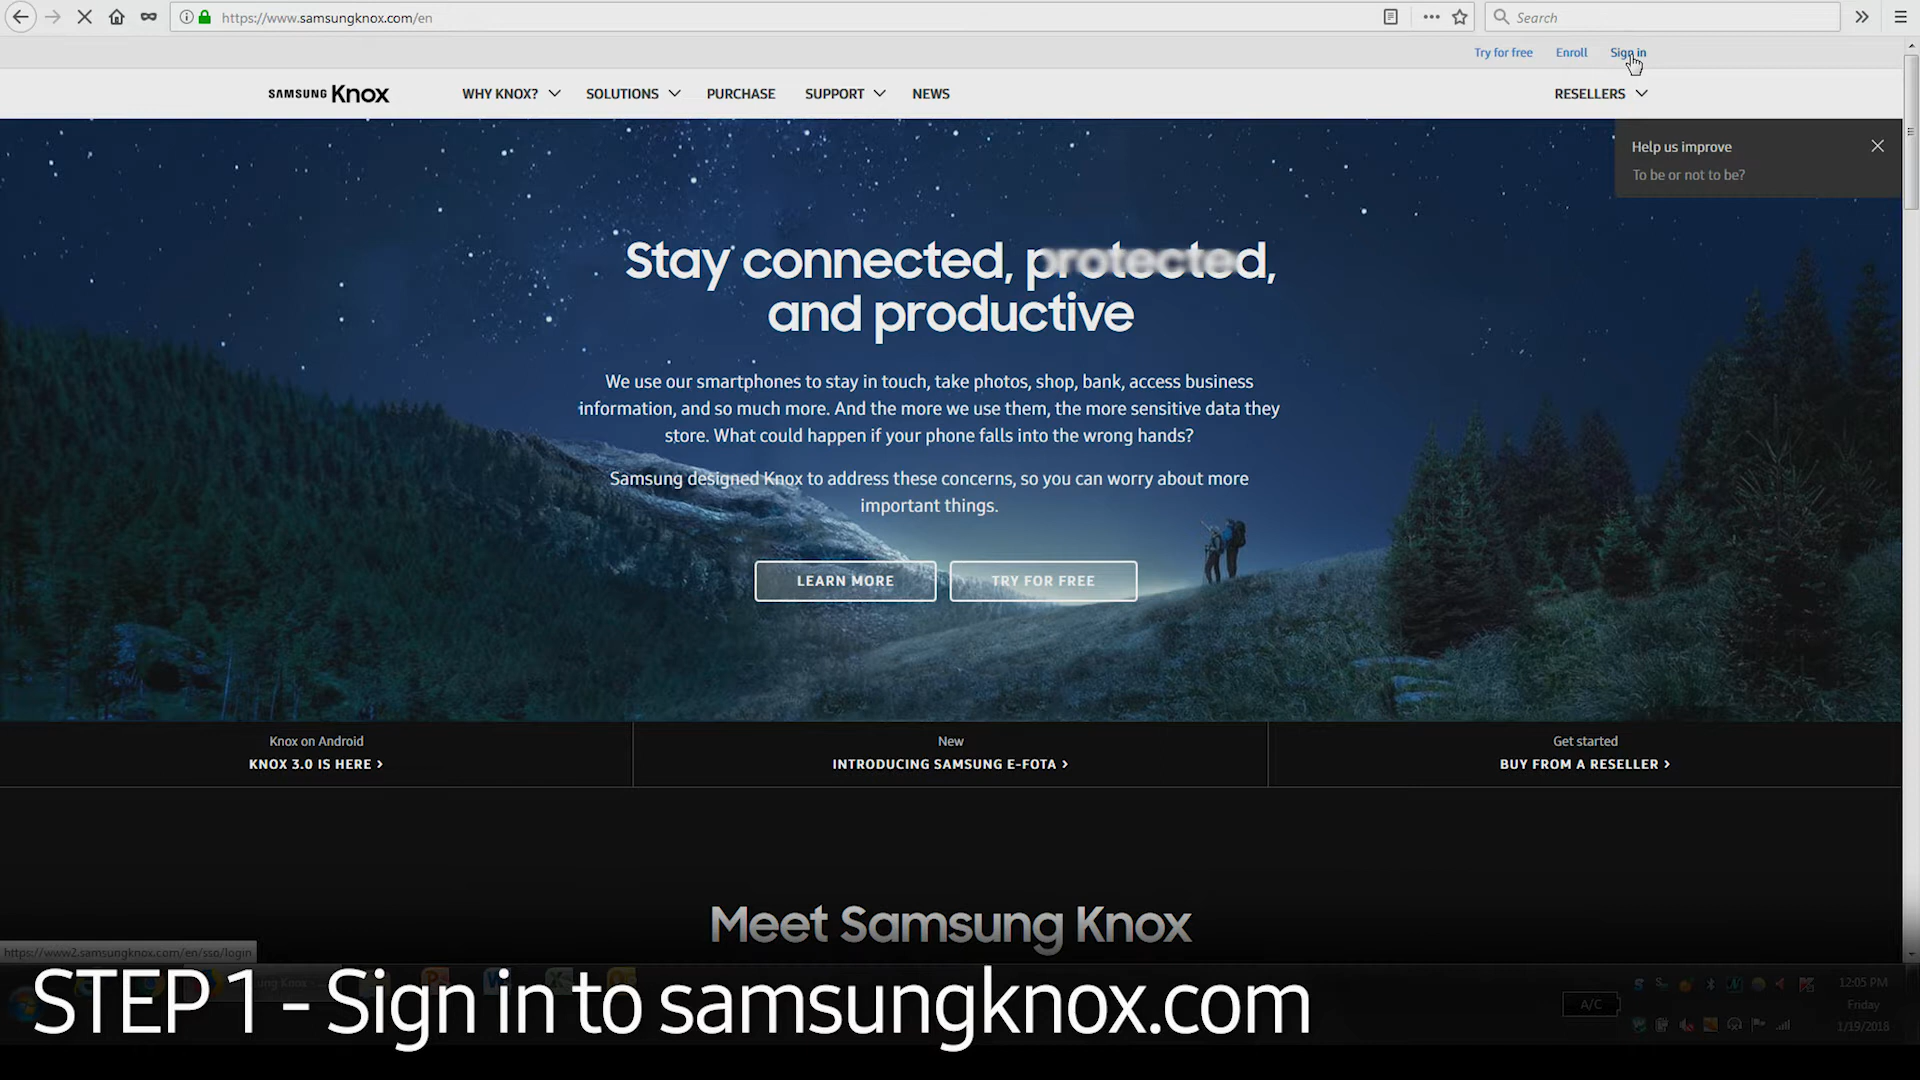 https://www.samsungknox.com/en
Search
Try for free
Enroll
Sign in
SAMSUNG Knox
WHY KNOX?
SOLUTIONS
PURCHASE
SUPPORT
NEWS
RESELLERS
Help us improve
To be or not to be?
Stay connected, protected,
and productive
We use our smartphones to stay in touch, take photos, shop, bank, access business
information, and so much more. And the more we use them, the more sensitive data they
store. What could happen if your phone falls into the wrong hands?
Samsung designed Knox to address these concerns, so you can worry about more
important things.
LEARN MORE
TRY FOR FREE
Knox on Android
KNOX 3.0 IS HERE >
New
INTRODUCING SAMSUNG E-FOTA >
Get started
BUY FROM A RESELLER >
Meet Samsung Knox
https://www2.samsungknox.com/en/sso/login
STEP 1 - Sign in to samsungknox.com
A/C
12:05 PM
Friday
1/19/2018